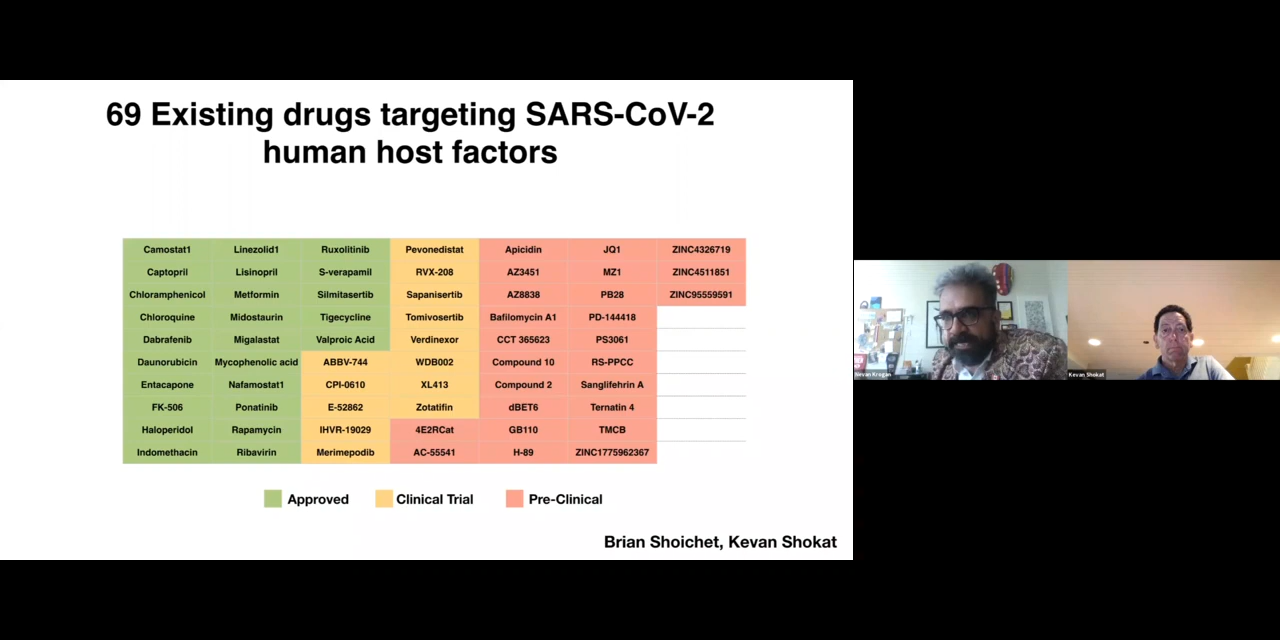 69 Existing drugs targeting SARS-CoV-2
human host factors
Camostat1 Linezolid1 Ruxolitinib Pevonedistat Apicidin JQ1 ZINC4326719
Captopril Lisinopril S-verapamil RVX-208 AZ3451 MZ1 ZINC4511851
Chloramphenicol Metformin Silmitasertib Sapanisertib AZ8838 PB28 ZINC95559591
Chloroquine Midostaurin Tigecycline Tomivosertib Bafilomycin A1 PD-144418
Dabrafenib Migalastat Valproic Acid Verdinexor CCT 365623 PS3061
Daunorubicin Mycophenolic acid ABBV-744 WDB002 Compound 10 RS-PPCC
Entacapone Nafamostat1 CPI-0610 XL413 Compound 2 Sanglifehrin A
FK-506 Ponatinib E-52862 Zotatifin dBET6 Ternatin 4
Haloperidol Rapamycin IHVR-19029 4E2RCat GB110 TMCB
Indomethacin Ribavirin Merimepodib AC-55541 H-89 ZINC1775962367
Approved Clinical Trial Pre-Clinical
Brian Shoichet, Kevan Shokat
Nevan Krogan
Kevan Shokat